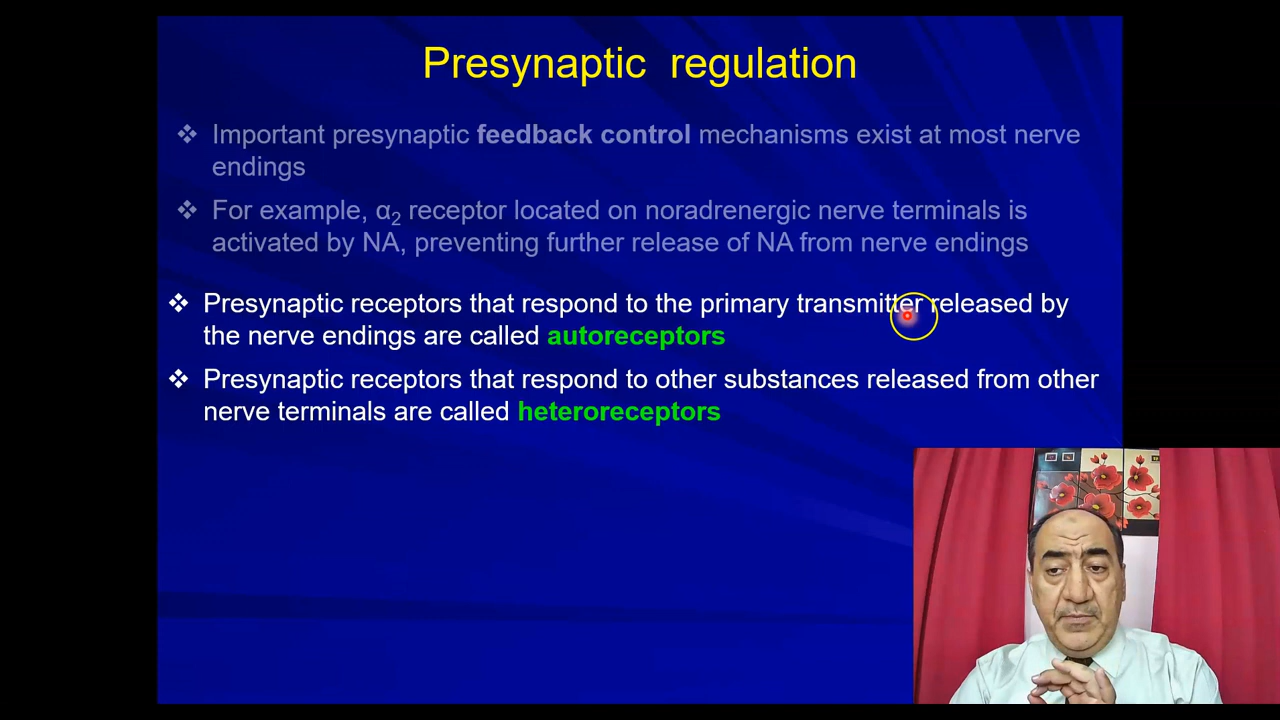 Presynaptic regulation
❖ Important presynaptic feedback control mechanisms exist at most nerve
endings
❖ For example, α₂ receptor located on noradrenergic nerve terminals is
activated by NA, preventing further release of NA from nerve endings
❖ Presynaptic receptors that respond to the primary transmitter released by
the nerve endings are called autoreceptors
❖ Presynaptic receptors that respond to other substances released from other
nerve terminals are called heteroreceptors